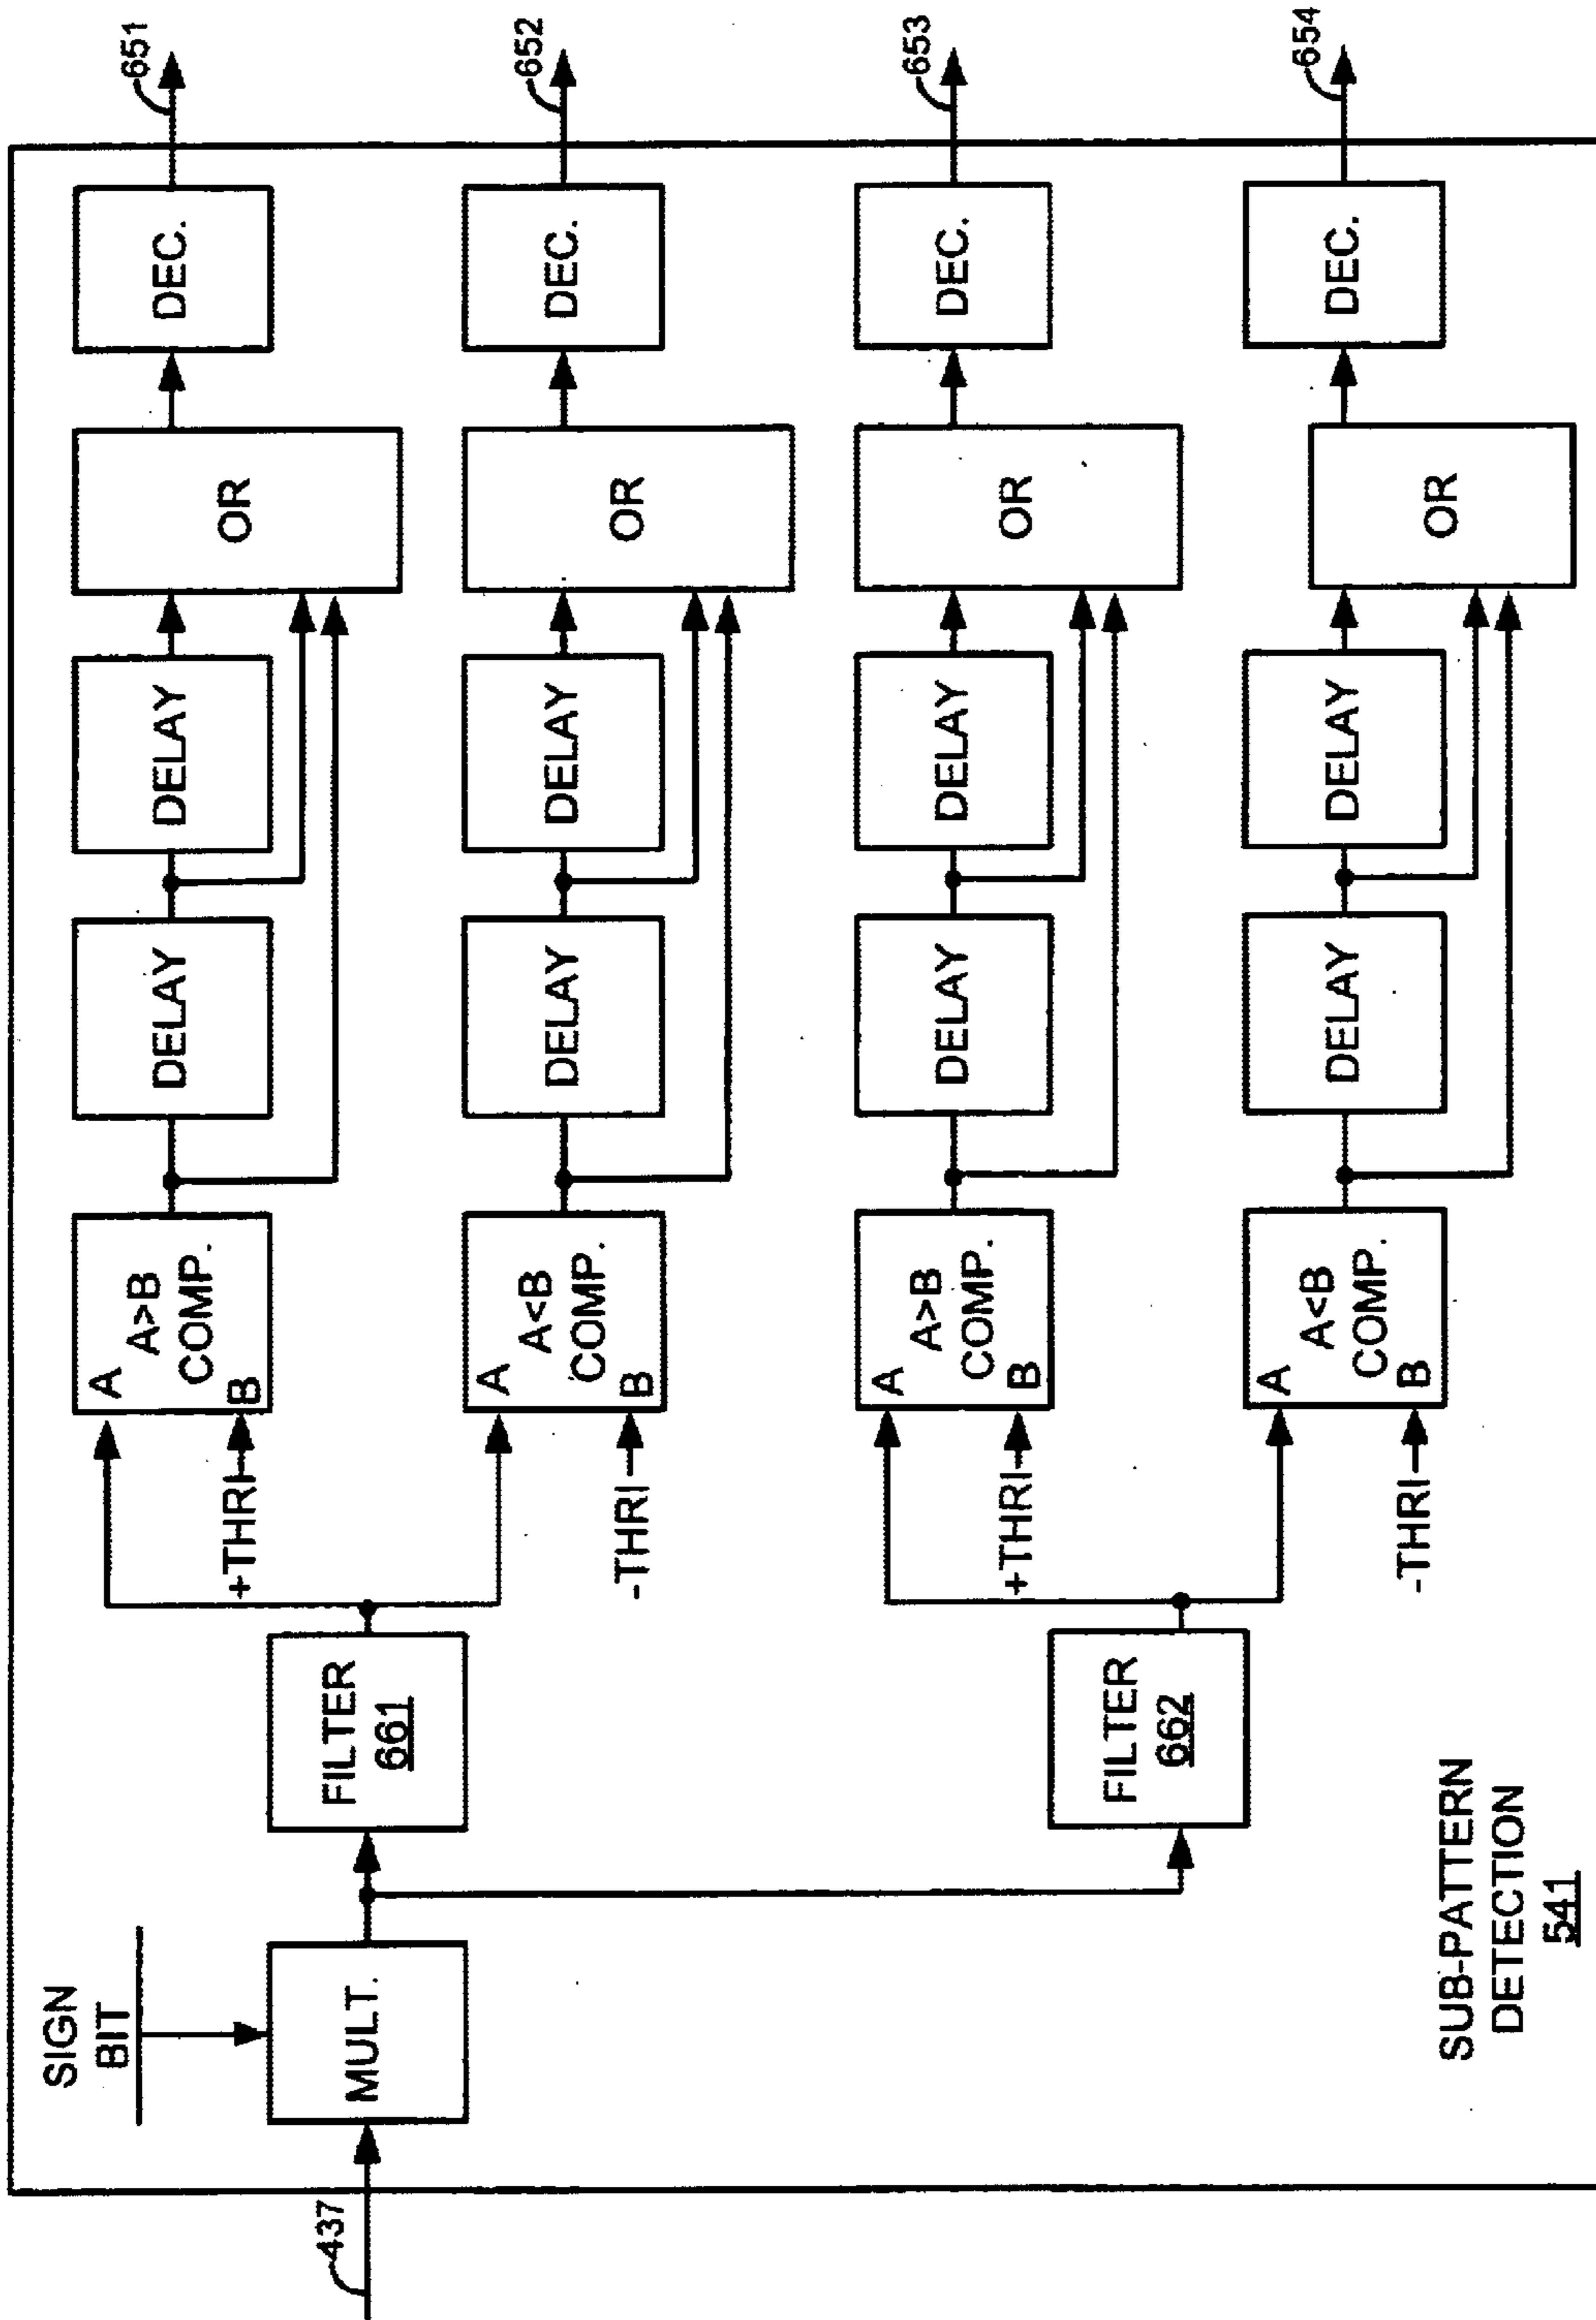 SIGN
BIT
437
MULT.
FILTER
661
FILTER
662
+THRI
-THRI
+THRI
-THRI
A
A>B
COMP.
B
DELAY
DELAY
OR
DEC.
651
A
A<B
COMP.
B
DELAY
DELAY
OR
DEC.
652
A
A>B
COMP.
B
DELAY
DELAY
OR
DEC.
653
A
A<B
COMP.
B
DELAY
DELAY
OR
DEC.
654
SUB-PATTERN
DETECTION
541